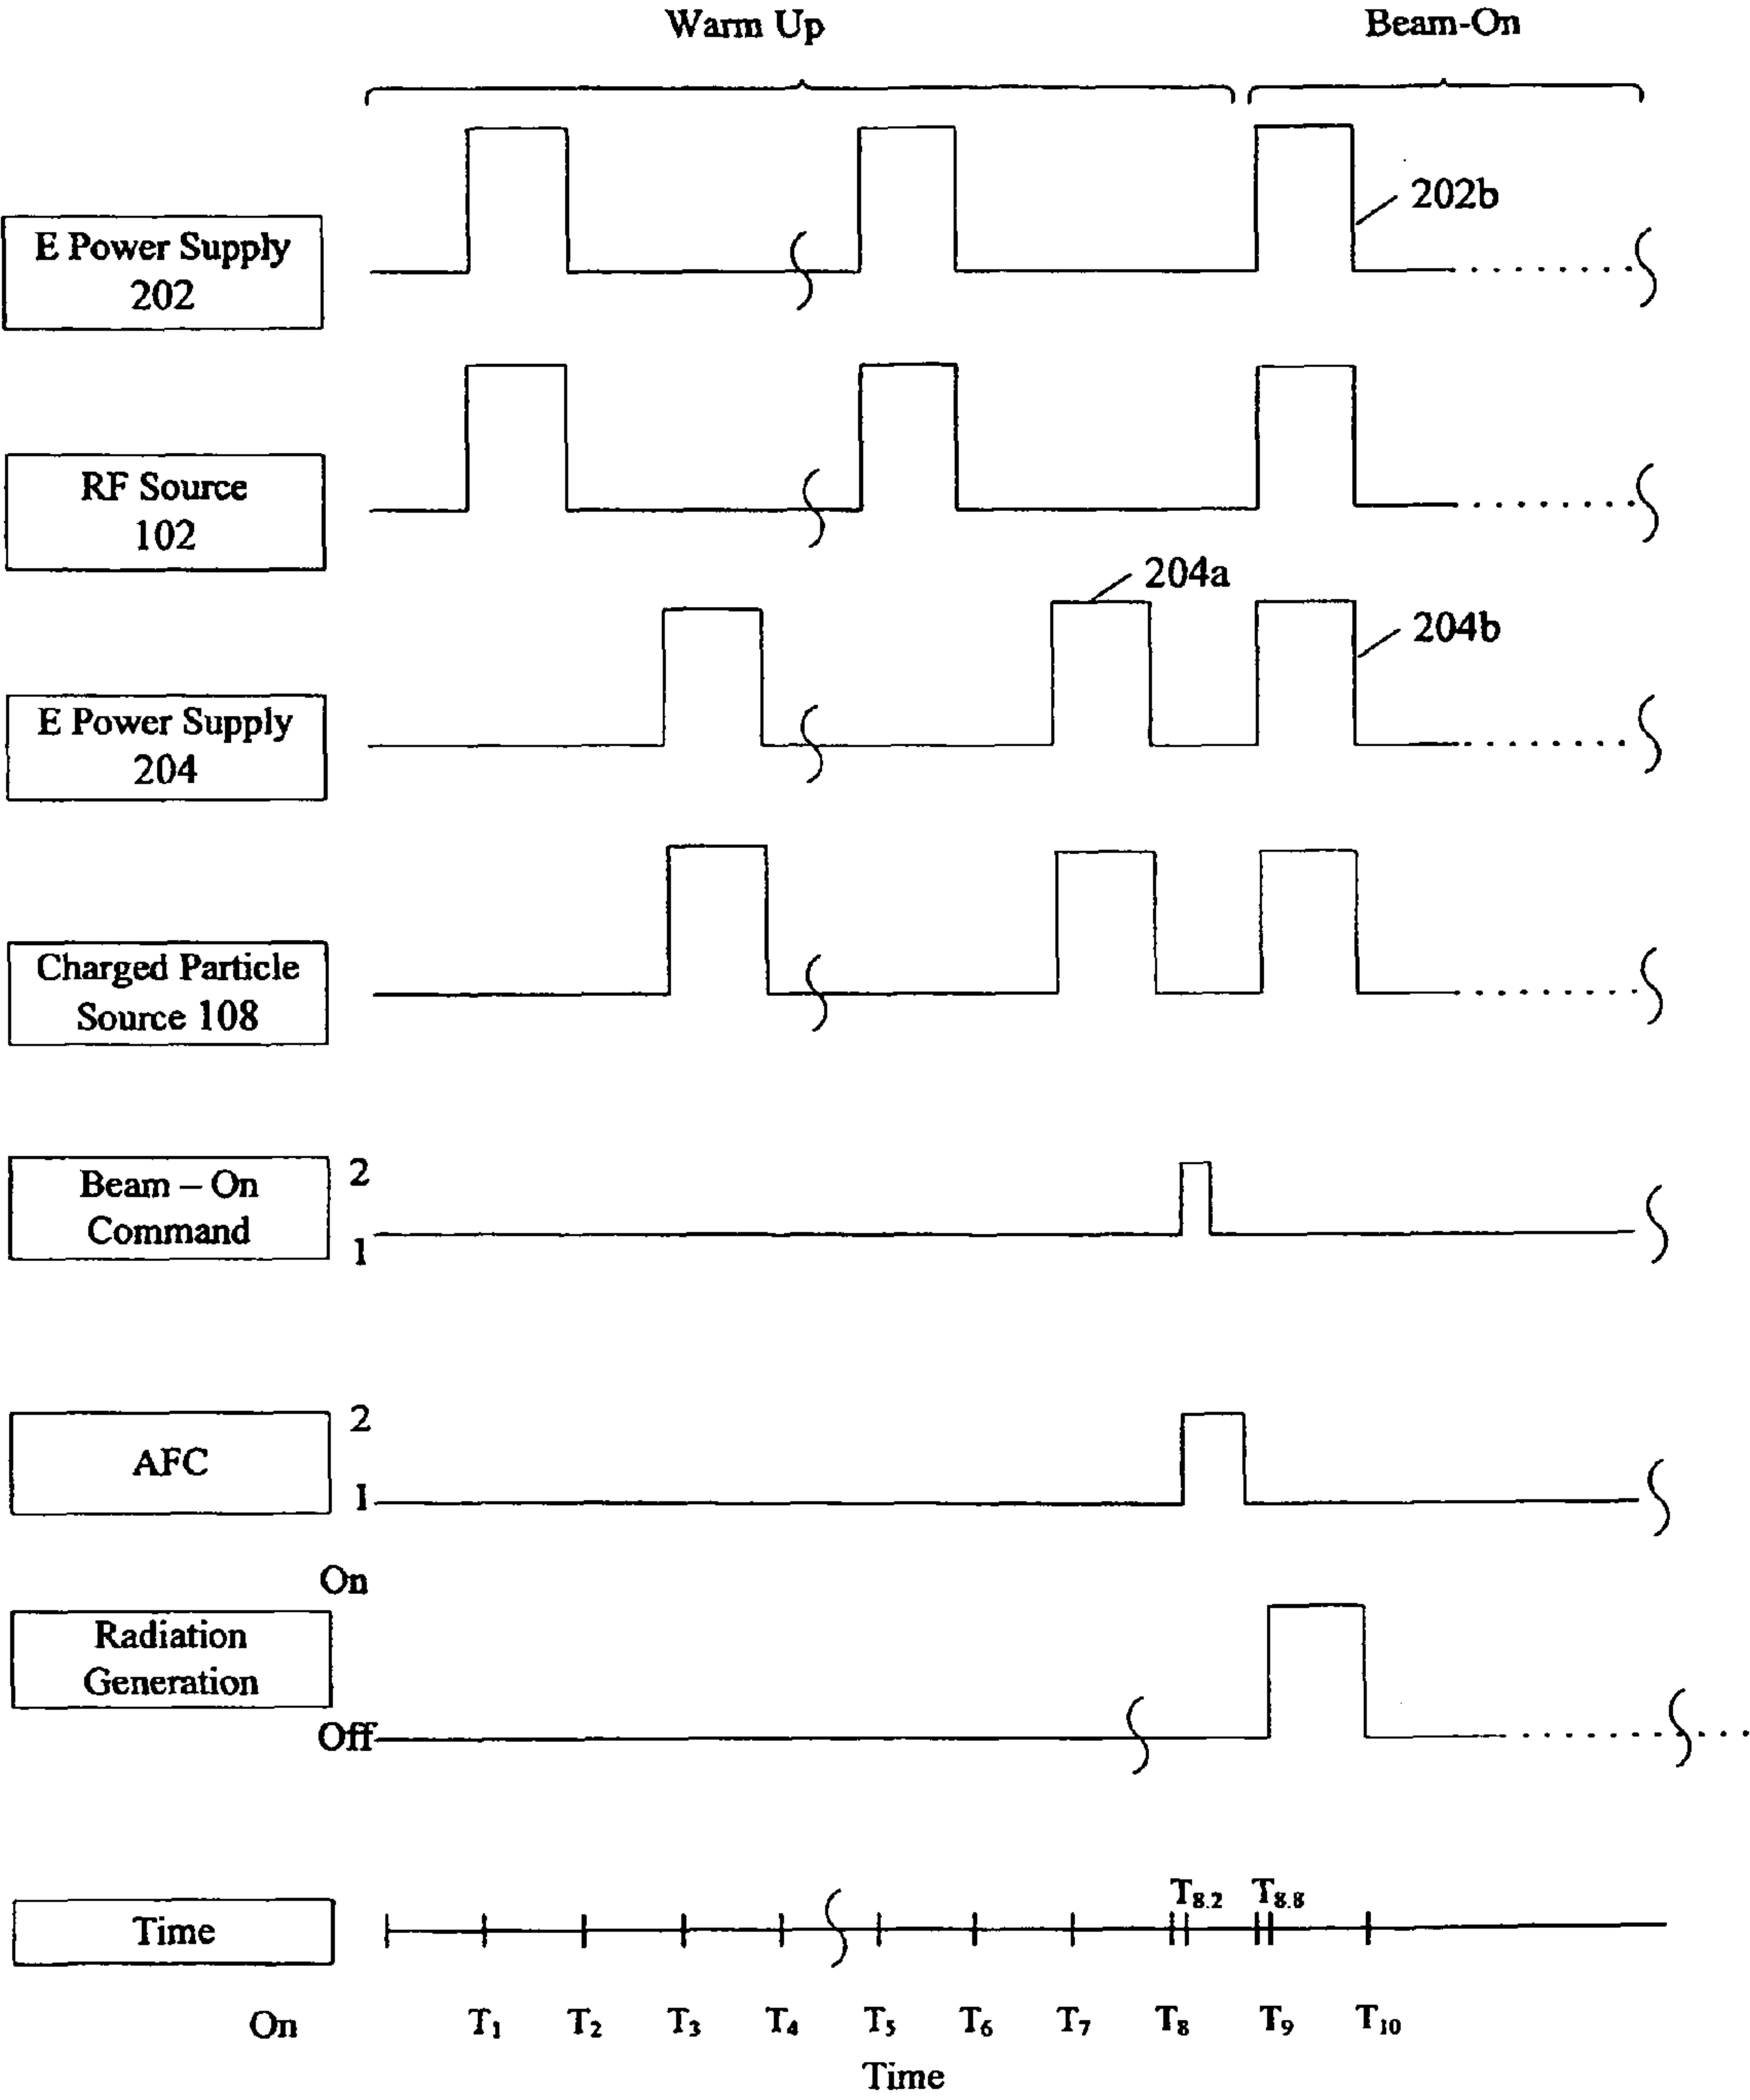 Warm Up
Beam-On
E Power Supply
202
202b
RF Source
102
204a
E Power Supply
204
204b
Charged Particle
Source 108
Beam – On
Command
2
1
AFC
2
1
On
Radiation
Generation
Off
T8.2
T8.8
Time
On
T1
T2
T3
T4
T5
T6
T7
T8
T9
T10
Time